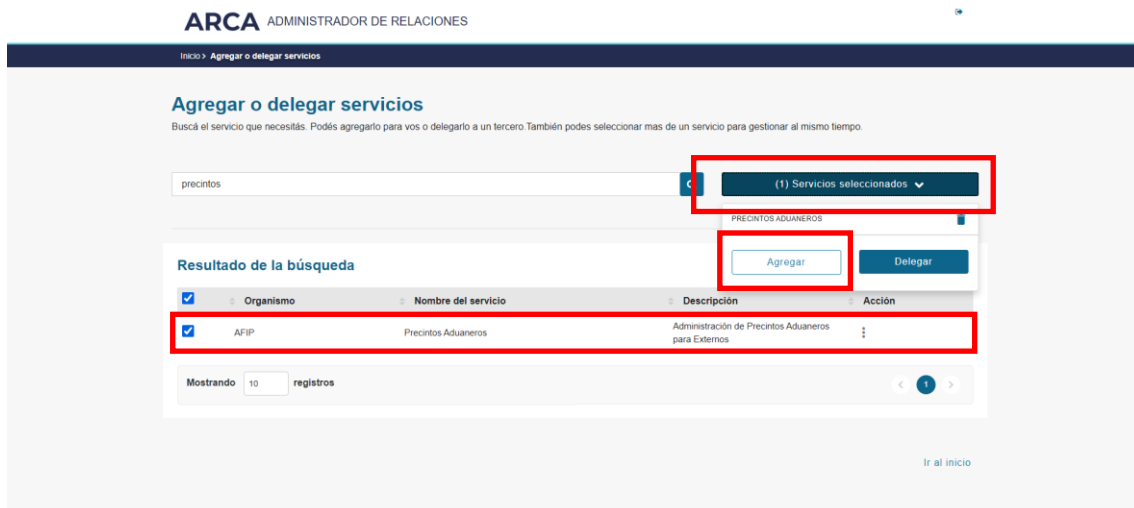 ARCA ADMINISTRADOR DE RELACIONES
Inicio > Agregar o delegar servicios
Agregar o delegar servicios
Buscá el servicio que necesitás. Podés agregarlo para vos o delegarlo a un tercero.También podes seleccionar mas de un servicio para gestionar al mismo tiempo.
precintos
(1) Servicios seleccionados
PRECINTOS ADUANEROS
Agregar Delegar
Resultado de la búsqueda
Organismo Nombre del servicio Descripción Acción
AFIP Precintos Aduaneros Administración de Precintos Aduaneros
para Externos
Mostrando 10 registros < 1 >
Ir al inicio